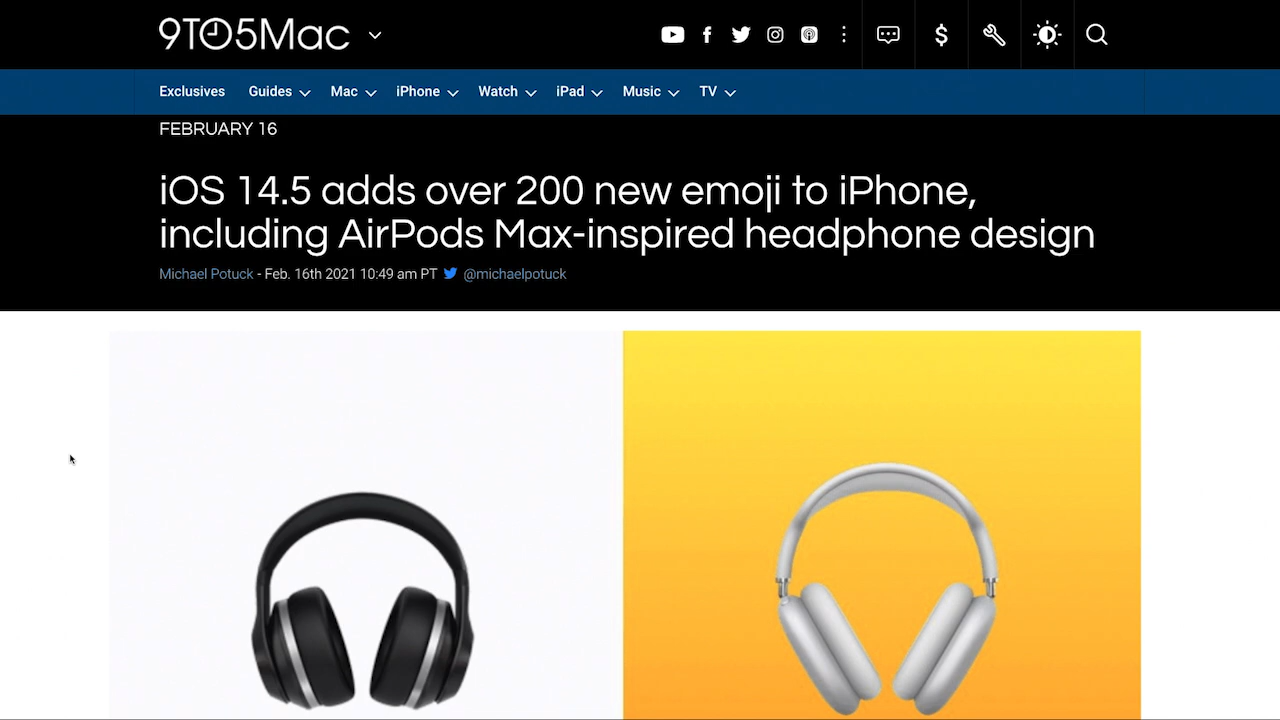 9TO5Mac
Exclusives Guides Mac iPhone Watch iPad Music TV
FEBRUARY 16
iOS 14.5 adds over 200 new emoji to iPhone,
including AirPods Max-inspired headphone design
Michael Potuck - Feb. 16th 2021 10:49 am PT @michaelpotuck